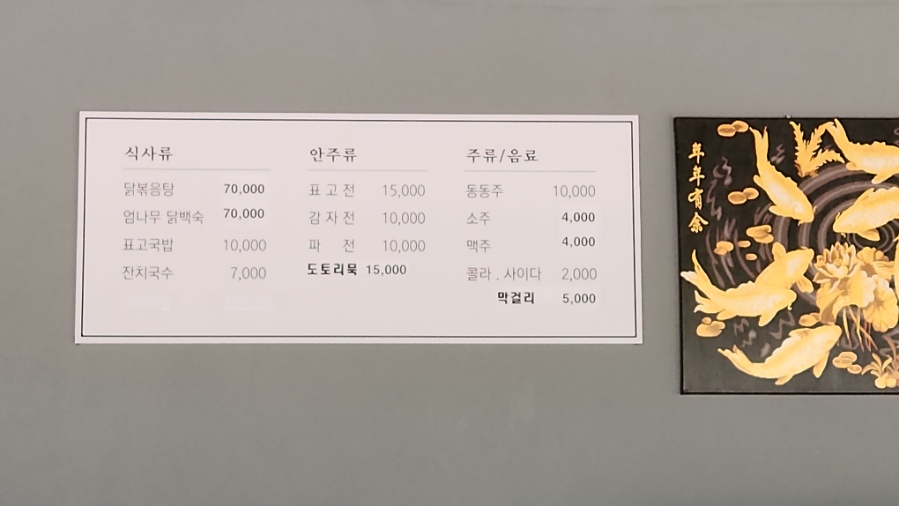 식사류
닭볶음탕 70,000
엄나무 닭백숙 70,000
표고국밥 10,000
잔치국수 7,000
안주류
표 고 전 15,000
감 자 전 10,000
파 전 10,000
도토리묵 15,000
주류/음료
동동주 10,000
소주 4,000
맥주 4,000
콜라 . 사이다 2,000
막걸리 5,000
年年有余